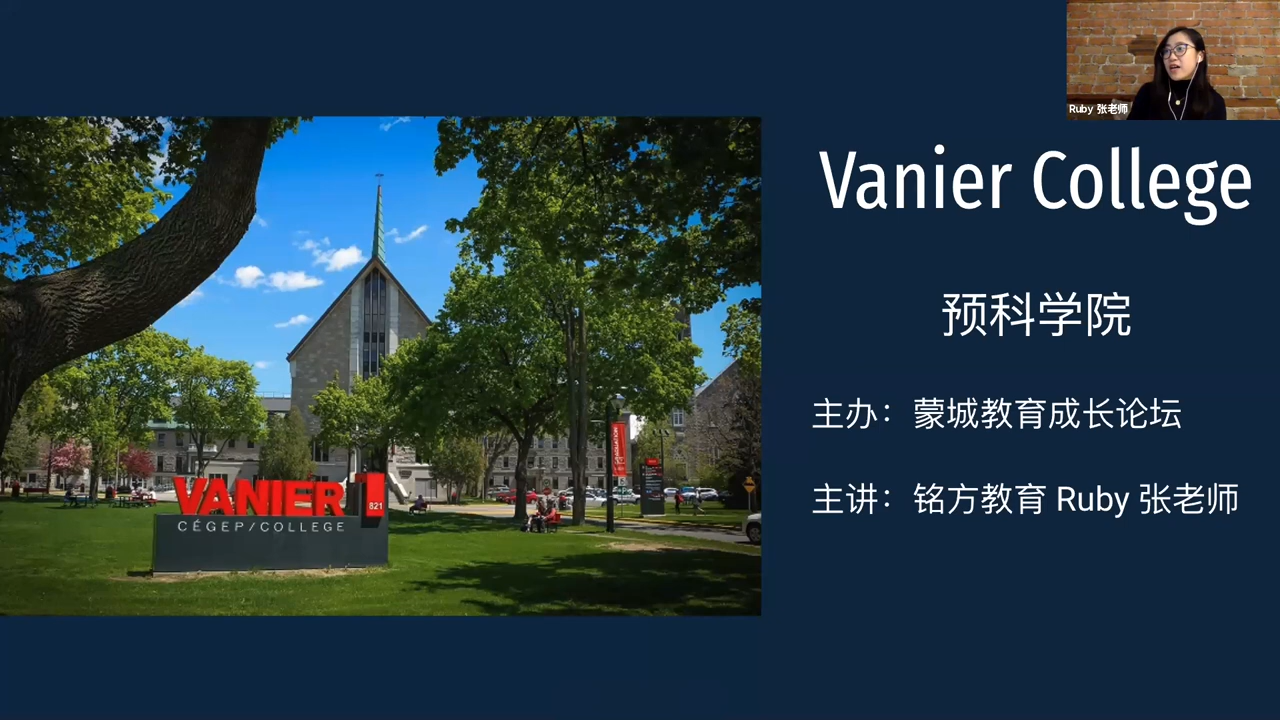 Ruby 张老师
Vanier College
预科学院
主办：蒙城教育成长论坛
主讲：铭方教育 Ruby 张老师
VANIER
821
CÉGEP/COLLEGE